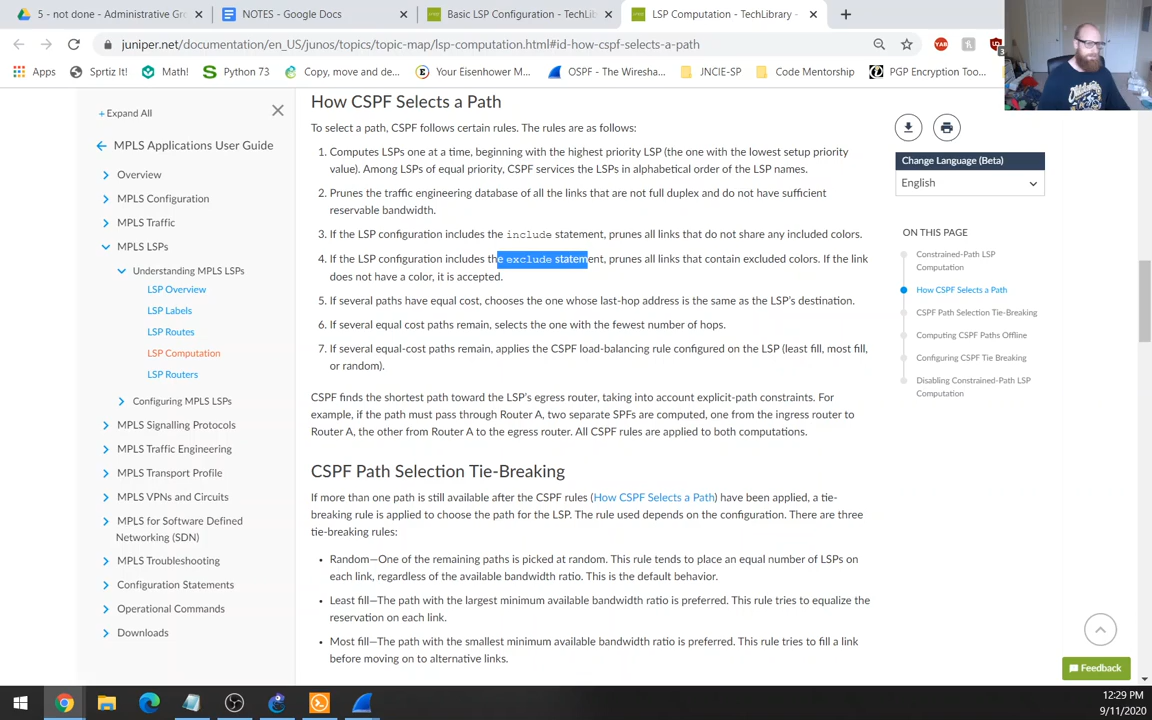 5 - not done - Administrative Gr
NOTES - Google Docs
Basic LSP Configuration - TechLib
LSP Computation - TechLibrary -
juniper.net/documentation/en_US/junos/topics/topic-map/lsp-computation.html#id-how-cspf-selects-a-path
Apps
Sprtiz It!
Math!
Python 73
Copy, move and de...
Your Eisenhower M...
OSPF - The Wiresha...
JNCIE-SP
Code Mentorship
PGP Encryption Too...
+ Expand All
MPLS Applications User Guide
Overview
MPLS Configuration
MPLS Traffic
MPLS LSPs
Understanding MPLS LSPs
LSP Overview
LSP Labels
LSP Routes
LSP Computation
LSP Routers
Configuring MPLS LSPs
MPLS Signalling Protocols
MPLS Traffic Engineering
MPLS Transport Profile
MPLS VPNs and Circuits
MPLS for Software Defined
Networking (SDN)
MPLS Troubleshooting
Configuration Statements
Operational Commands
Downloads
How CSPF Selects a Path
To select a path, CSPF follows certain rules. The rules are as follows:
1. Computes LSPs one at a time, beginning with the highest priority LSP (the one with the lowest setup priority
value). Among LSPs of equal priority, CSPF services the LSPs in alphabetical order of the LSP names.
2. Prunes the traffic engineering database of all the links that are not full duplex and do not have sufficient
reservable bandwidth.
3. If the LSP configuration includes the include statement, prunes all links that do not share any included colors.
4. If the LSP configuration includes the exclude statement, prunes all links that contain excluded colors. If the link
does not have a color, it is accepted.
5. If several paths have equal cost, chooses the one whose last-hop address is the same as the LSP's destination.
6. If several equal cost paths remain, selects the one with the fewest number of hops.
7. If several equal-cost paths remain, applies the CSPF load-balancing rule configured on the LSP (least fill, most fill,
or random).
CSPF finds the shortest path toward the LSP's egress router, taking into account explicit-path constraints. For
example, if the path must pass through Router A, two separate SPFs are computed, one from the ingress router to
Router A, the other from Router A to the egress router. All CSPF rules are applied to both computations.
CSPF Path Selection Tie-Breaking
If more than one path is still available after the CSPF rules (How CSPF Selects a Path) have been applied, a tie-
breaking rule is applied to choose the path for the LSP. The rule used depends on the configuration. There are three
tie-breaking rules:
• Random—One of the remaining paths is picked at random. This rule tends to place an equal number of LSPs on
each link, regardless of the available bandwidth ratio. This is the default behavior.
• Least fill—The path with the largest minimum available bandwidth ratio is preferred. This rule tries to equalize the
reservation on each link.
• Most fill—The path with the smallest minimum available bandwidth ratio is preferred. This rule tries to fill a link
before moving on to alternative links.
Change Language (Beta)
English
ON THIS PAGE
Constrained-Path LSP
Computation
How CSPF Selects a Path
CSPF Path Selection Tie-Breaking
Computing CSPF Paths Offline
Configuring CSPF Tie Breaking
Disabling Constrained-Path LSP
Computation
Feedback
12:29 PM
9/11/2020